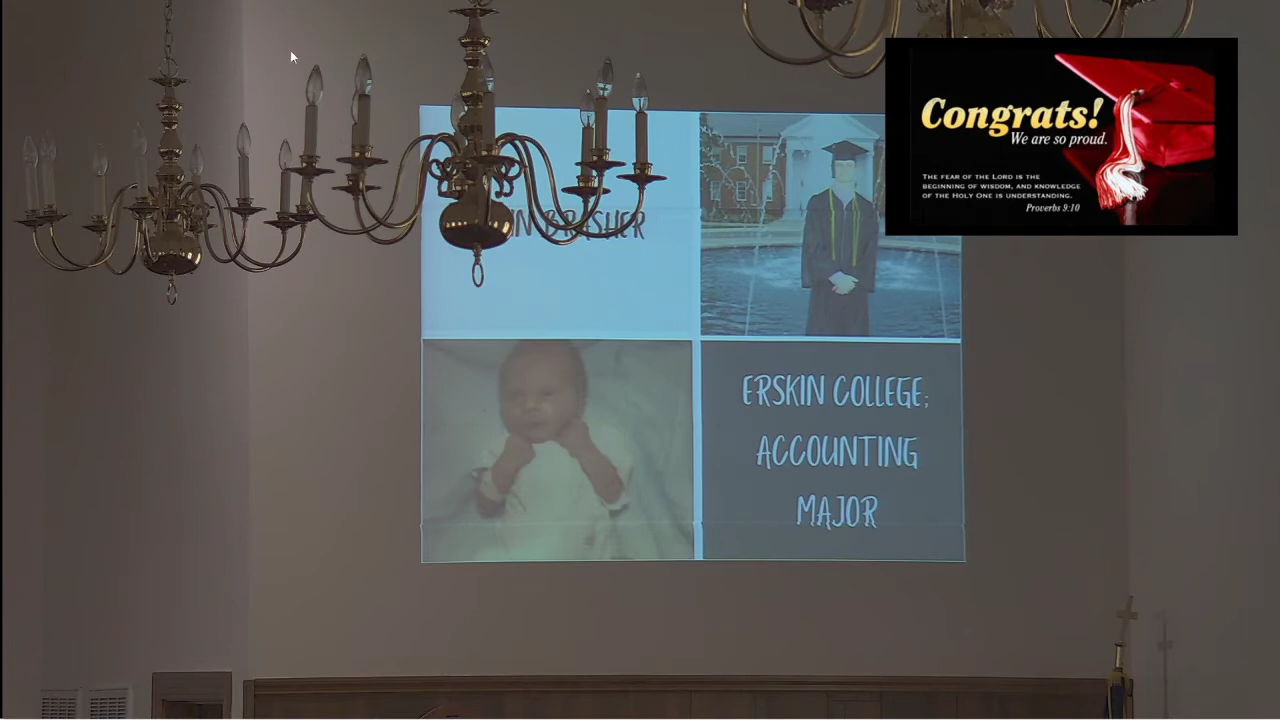 BRASHER
Congrats!
We are so proud.
THE FEAR OF THE LORD IS THE
BEGINNING OF WISDOM, AND KNOWLEDGE
OF THE HOLY ONE IS UNDERSTANDING.
Proverbs 9:10
ERSKIN COLLEGE;
ACCOUNTING
MAJOR